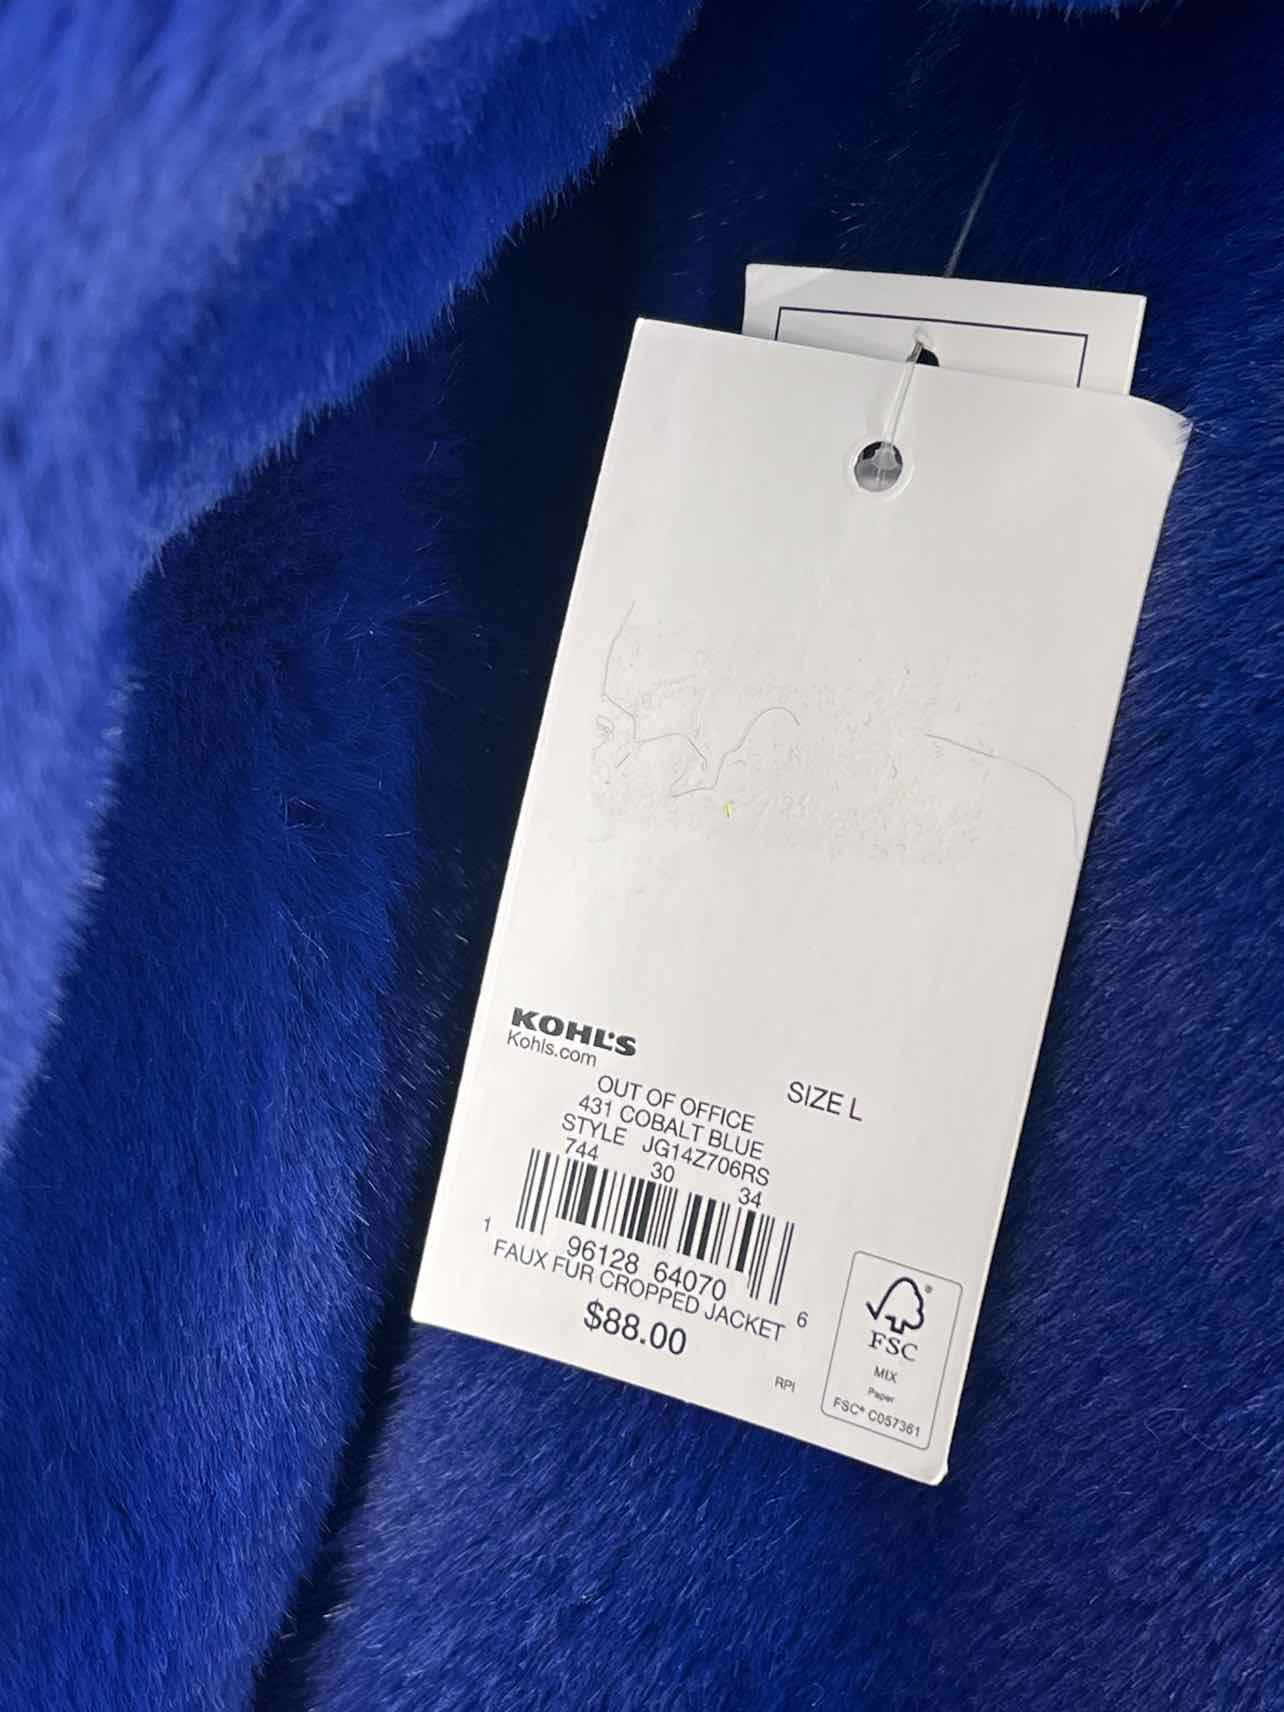 KOHL'S
Kohls.com
OUT OF OFFICE
SIZE L
431 COBALT BLUE
STYLE JG14Z706RS
744 30 34
1 96128 64070 6
FAUX FUR CROPPED JACKET
$88.00
RPI
FSC®
MIX
Paper
FSC® C057361